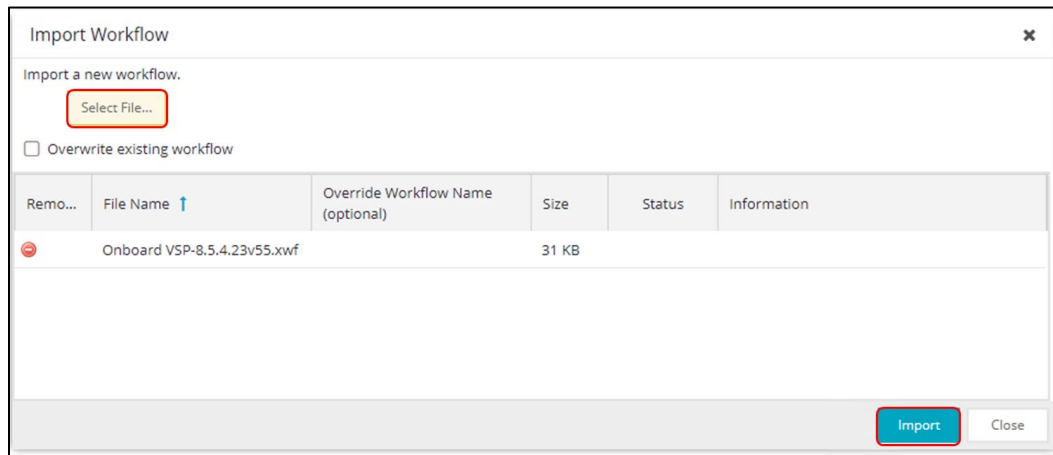 Import Workflow
Import a new workflow.
Select File...
Overwrite existing workflow
Remo... File Name Override Workflow Name (optional) Size Status Information
Onboard VSP-8.5.4.23v55.xwf 31 KB
Import Close